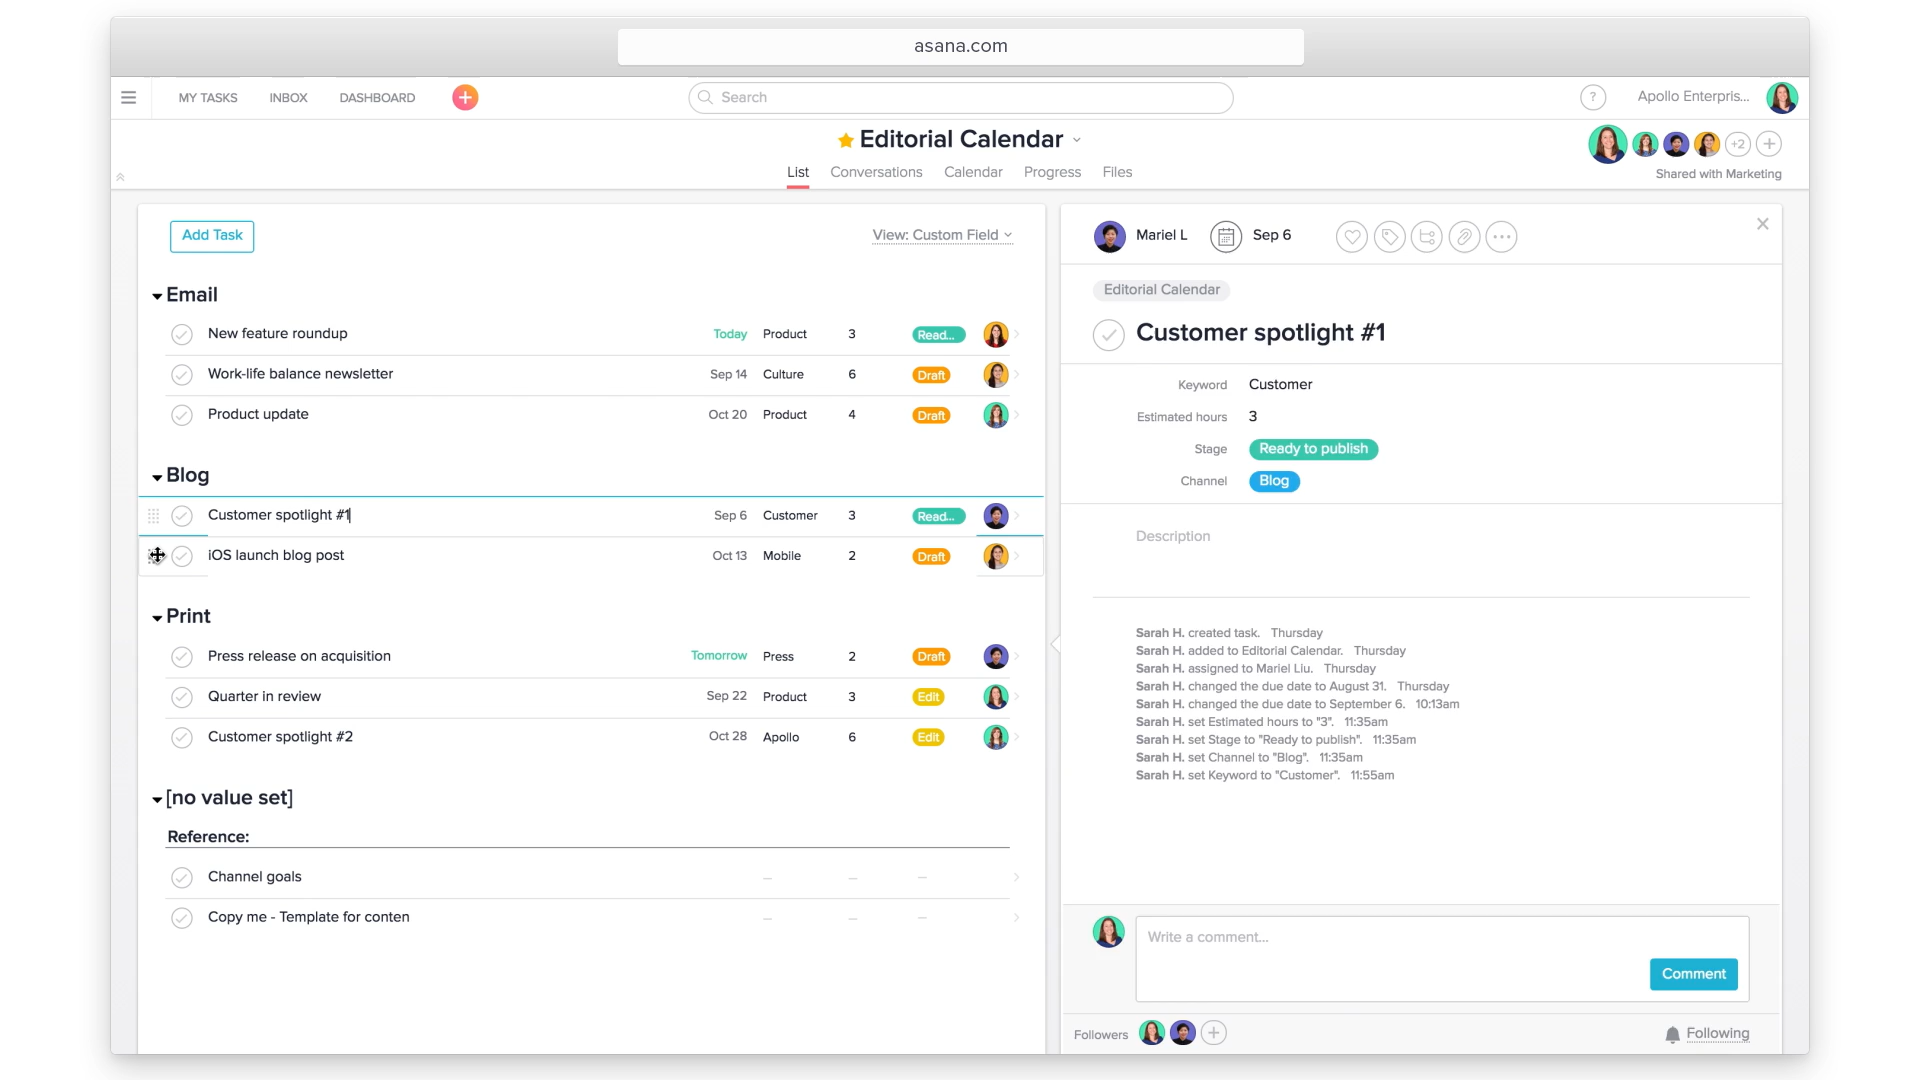 asana.com
MY TASKS INBOX DASHBOARD + Search ? Apollo Enterpris...
Editorial Calendar
+2 +
List Conversations Calendar Progress Files
Shared with Marketing
Add Task View: Custom Field
Email
New feature roundup Today Product 3 Read...
Work-life balance newsletter Sep 14 Culture 6 Draft
Product update Oct 20 Product 4 Draft
Blog
Customer spotlight #1 Sep 6 Customer 3 Read...
iOS launch blog post Oct 13 Mobile 2 Draft
Print
Press release on acquisition Tomorrow Press 2 Draft
Quarter in review Sep 22 Product 3 Edit
Customer spotlight #2 Oct 28 Apollo 6 Edit
[no value set]
Reference:
Channel goals – – –
Copy me - Template for conten – – –
Mariel L Sep 6
Editorial Calendar
Customer spotlight #1
Keyword Customer
Estimated hours 3
Stage Ready to publish
Channel Blog
Description
Sarah H. created task. Thursday
Sarah H. added to Editorial Calendar. Thursday
Sarah H. assigned to Mariel Liu. Thursday
Sarah H. changed the due date to August 31. Thursday
Sarah H. changed the due date to September 6. 10:13am
Sarah H. set Estimated hours to "3". 11:35am
Sarah H. set Stage to "Ready to publish". 11:35am
Sarah H. set Channel to "Blog". 11:35am
Sarah H. set Keyword to "Customer". 11:55am
Write a comment...
Comment
Followers + Following